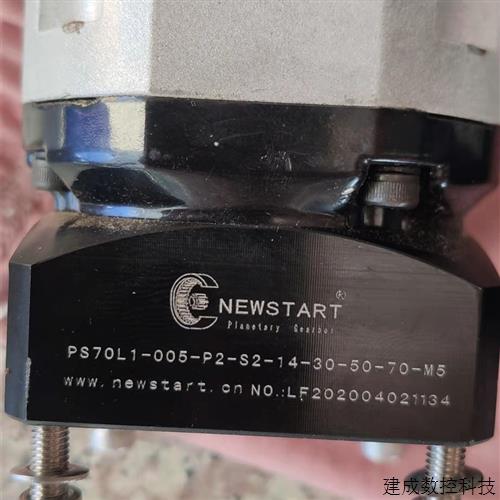 NEWSTART®
Planetary Gearbox
PS70L1-005-P2-S2-14-30-50-70-M5
www.newstart.cn NO.:LF202004021134
建成数控科技